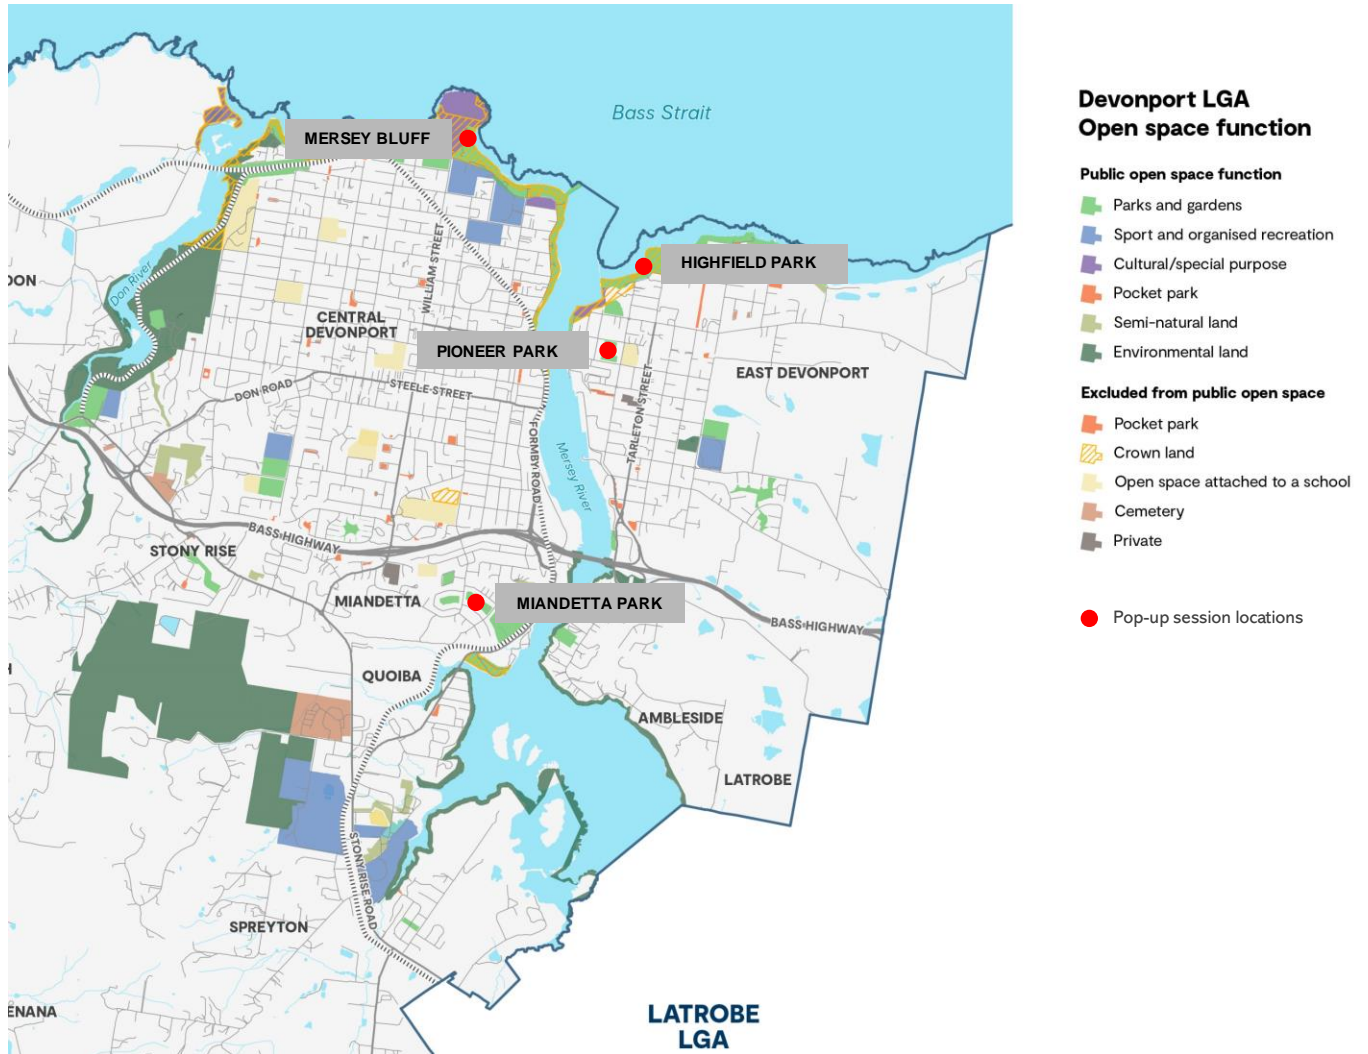 Bass Strait
MERSEY BLUFF
HIGHFIELD PARK
PIONEER PARK
MIANDETTA PARK
DON
Don River
WILLIAM STREET
CENTRAL
DEVONPORT
DON ROAD
STEELE STREET
FORMBY ROAD
Mersey River
TARLETON STREET
EAST DEVONPORT
BASS HIGHWAY
STONY RISE
MIANDETTA
BASS HIGHWAY
QUOIBA
AMBLESIDE
LATROBE
H
STONY RISE ROAD
SPREYTON
ENANA
LATROBE
LGA
Devonport LGA
Open space function
Public open space function
Parks and gardens
Sport and organised recreation
Cultural/special purpose
Pocket park
Semi-natural land
Environmental land
Excluded from public open space
Pocket park
Crown land
Open space attached to a school
Cemetery
Private
Pop-up session locations